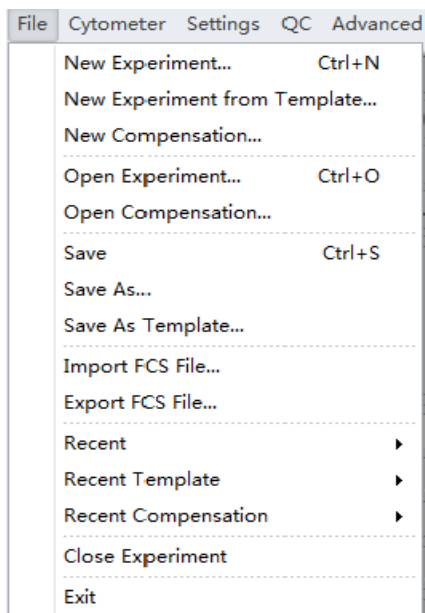 File Cytometer Settings QC Advanced
New Experiment... Ctrl+N
New Experiment from Template...
New Compensation...
Open Experiment... Ctrl+O
Open Compensation...
Save Ctrl+S
Save As...
Save As Template...
Import FCS File...
Export FCS File...
Recent
Recent Template
Recent Compensation
Close Experiment
Exit